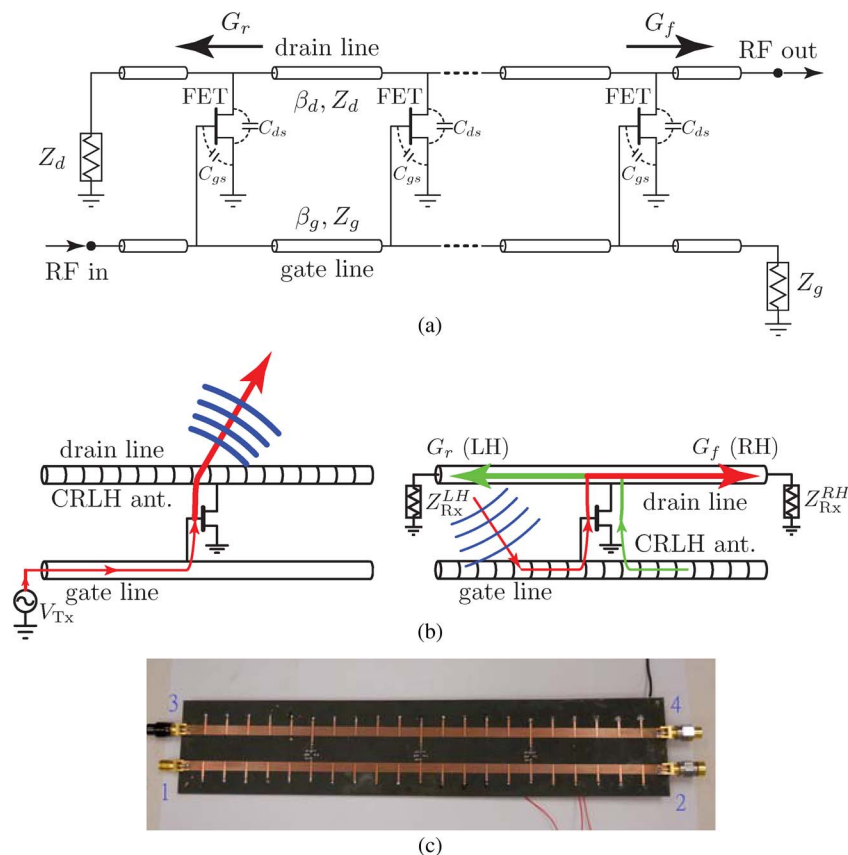 G_r drain line G_f RF out
FET β_d, Z_d FET FET
C_ds C_ds C_ds
Z_d C_gs C_gs C_gs
β_g, Z_g
RF in gate line Z_g
(a)
drain line G_r (LH) G_f (RH)
CRLH ant. Z_Rx^LH drain line Z_Rx^RH
CRLH ant.
V_Tx gate line gate line
(b)
3 4
1 2
(c)